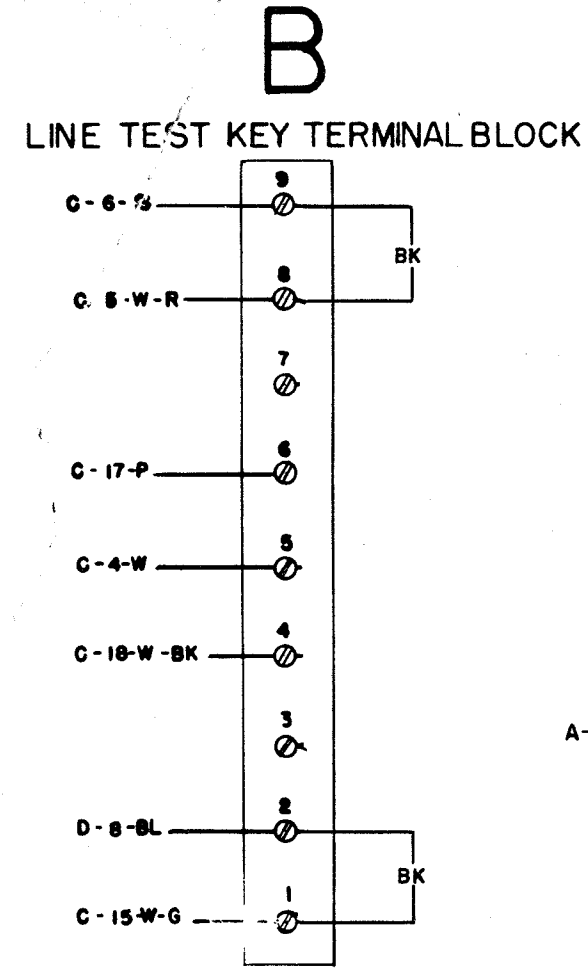 B
LINE TEST KEY TERMINAL BLOCK
9
C-6-
BK
8
C 5-W-R
7
6
C-17-P
5
C-4-W
4
C-18-W-BK
3
A-
2
D-8-BL
BK
1
C-15-W-G